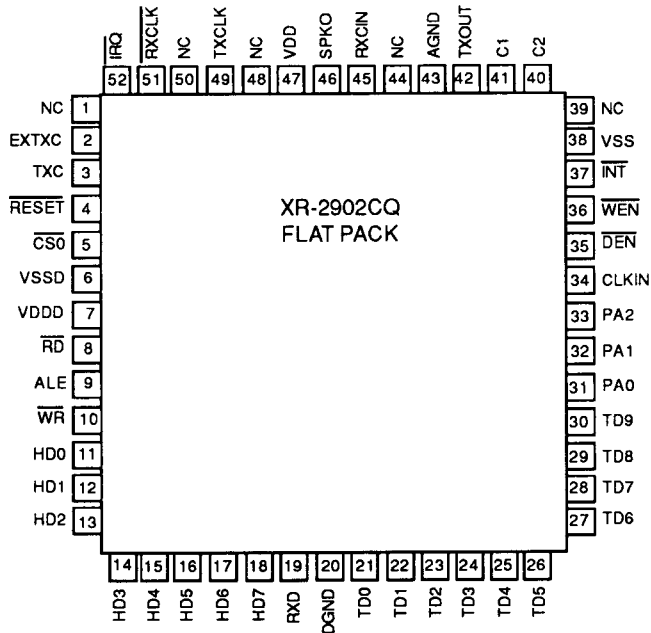 IRQ
RXCLK
NC
TXCLK
NC
VDD
SPKO
RXCIN
NC
AGND
TXOUT
C1
C2
52 51 50 49 48 47 46 45 44 43 42 41 40
NC 1
EXTXC 2
TXC 3
RESET 4
CS0 5
VSSD 6
VDDD 7
RD 8
ALE 9
WR 10
HD0 11
HD1 12
HD2 13
XR-2902CQ
FLAT PACK
39 NC
38 VSS
37 INT
36 WEN
35 DEN
34 CLKIN
33 PA2
32 PA1
31 PA0
30 TD9
29 TD8
28 TD7
27 TD6
14 15 16 17 18 19 20 21 22 23 24 25 26
HD3
HD4
HD5
HD6
HD7
RXD
DGND
TD0
TD1
TD2
TD3
TD4
TD5